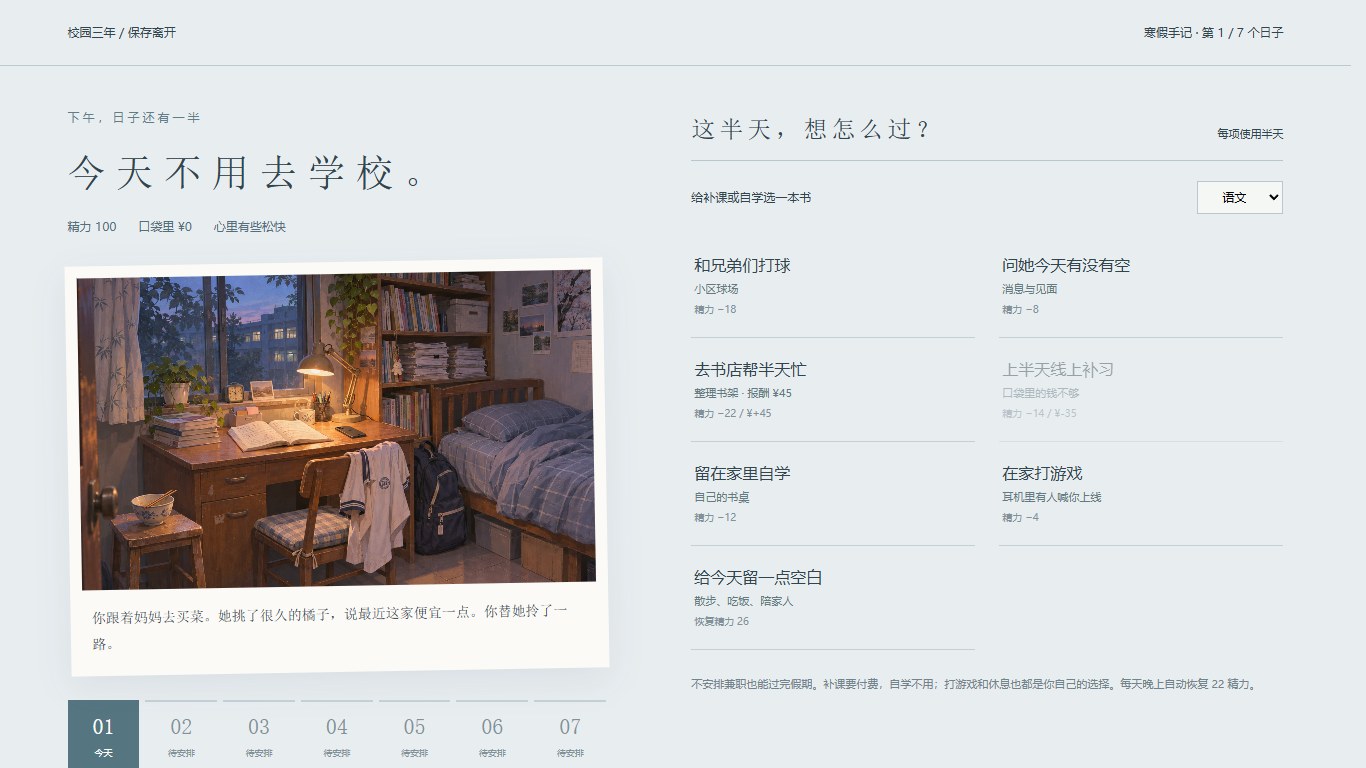 校园三年 / 保存离开
寒假手记 · 第 1 / 7 个日子
下午，日子还有一半
今天不用去学校。
精力 100 口袋里 ¥0 心里有些松快
你跟着妈妈去买菜。她挑了很久的橘子，说最近这家便宜一点。你替她拎了一
路。
01 今天
02 待安排
03 待安排
04 待安排
05 待安排
06 待安排
07 待安排
这半天，想怎么过？
每项使用半天
给补课或自学选一本书
语文
和兄弟们打球
小区球场
精力 −18
问她今天有没有空
消息与见面
精力 −8
去书店帮半天忙
整理书架 · 报酬 ¥45
精力 −22 / ¥+45
上半天线上补习
口袋里的钱不够
精力 −14 / ¥-35
留在家里自学
自己的书桌
精力 −12
在家打游戏
耳机里有人喊你上线
精力 −4
给今天留一点空白
散步、吃饭、陪家人
恢复精力 26
不安排兼职也能过完假期。补课要付费，自学不用；打游戏和休息也都是你自己的选择。每天晚上自动恢复 22 精力。